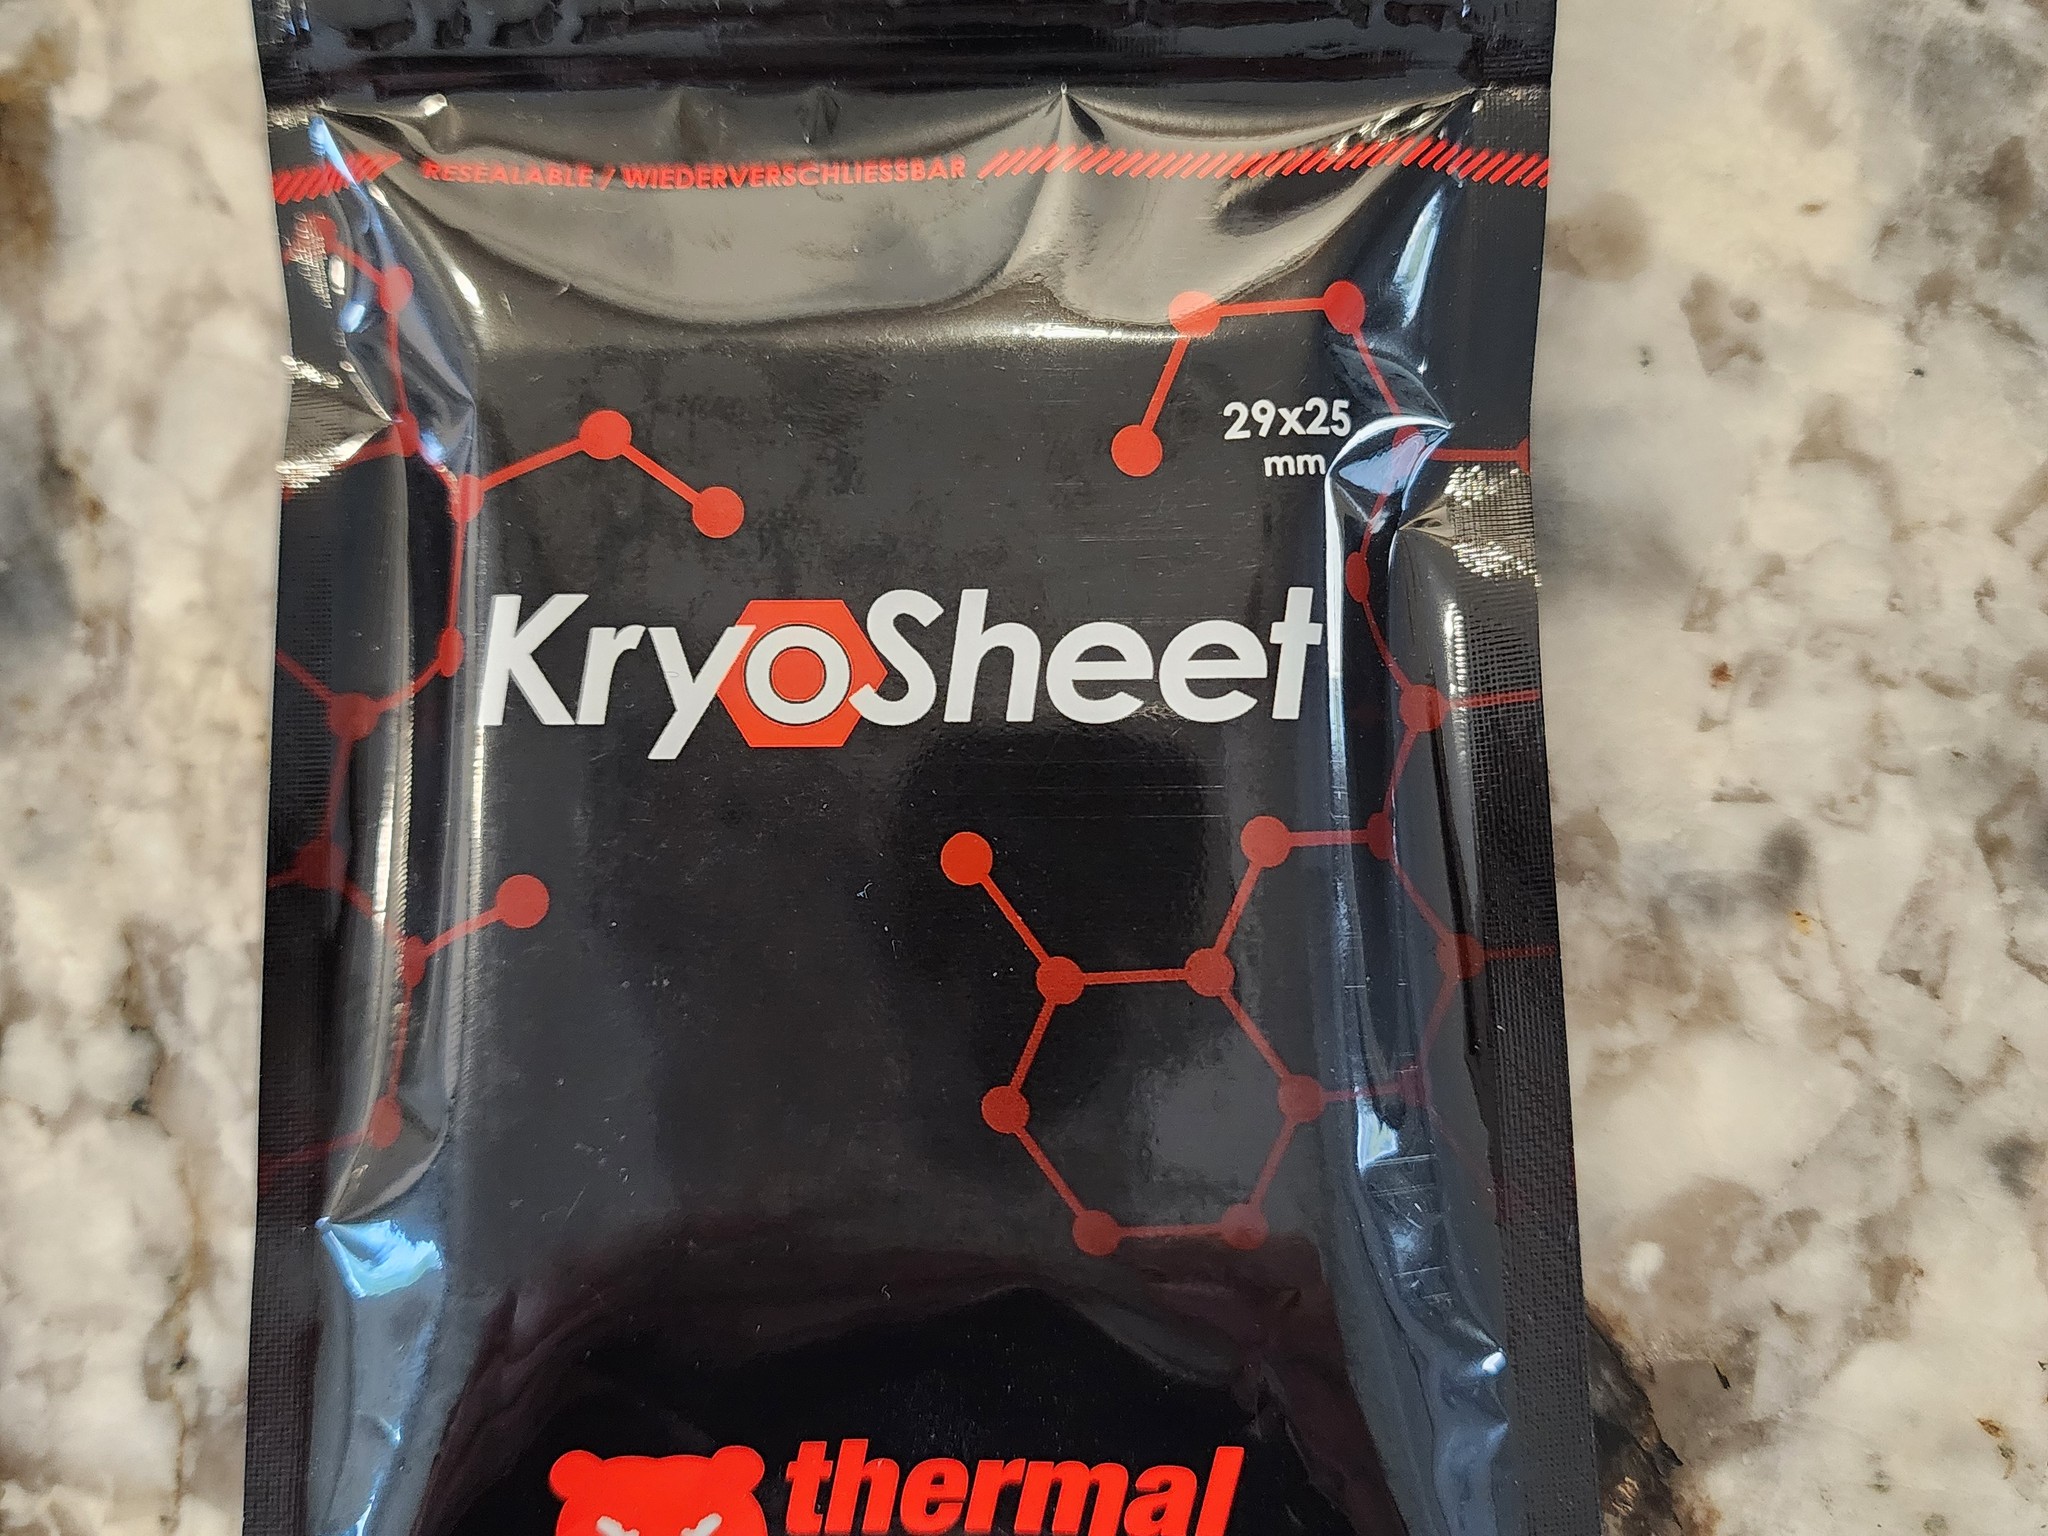 RESEALABLE / WIEDERVERSCHLIESSBAR
29x25
mm
KryoSheet
thermal